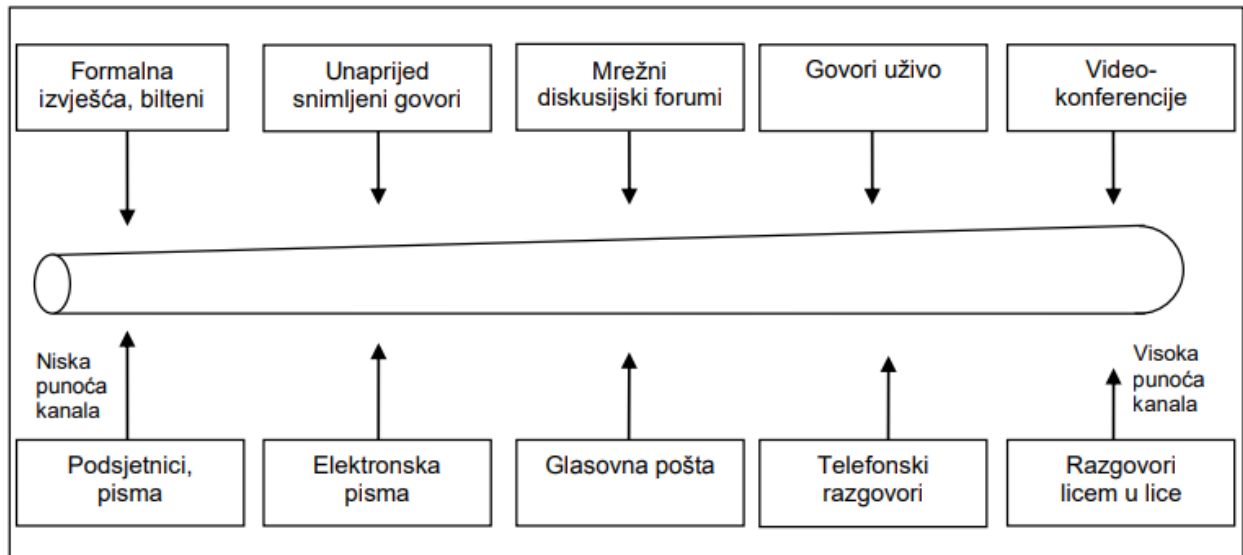 Formalna
izvješća, bilteni
Unaprijed
snimljeni govori
Mrežni
diskusijski forumi
Govori uživo
Video-
konferencije
Niska
punoća
kanala
Visoka
punoća
kanala
Podsjetnici,
pisma
Elektronska
pisma
Glasovna pošta
Telefonski
razgovori
Razgovori
licem u lice